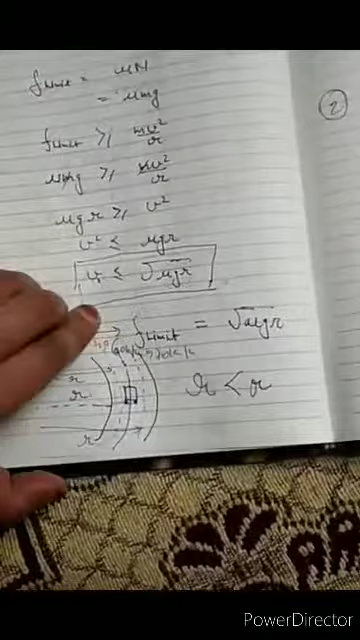 f limit = μN
= μmg
f limit ≥ mv²/r
μmg ≥ mv²/r
μgr ≥ v²
v² ≤ μgr
v ≤ √μgr
f limit = √μgr
r
r
r < r
2
PowerDirector